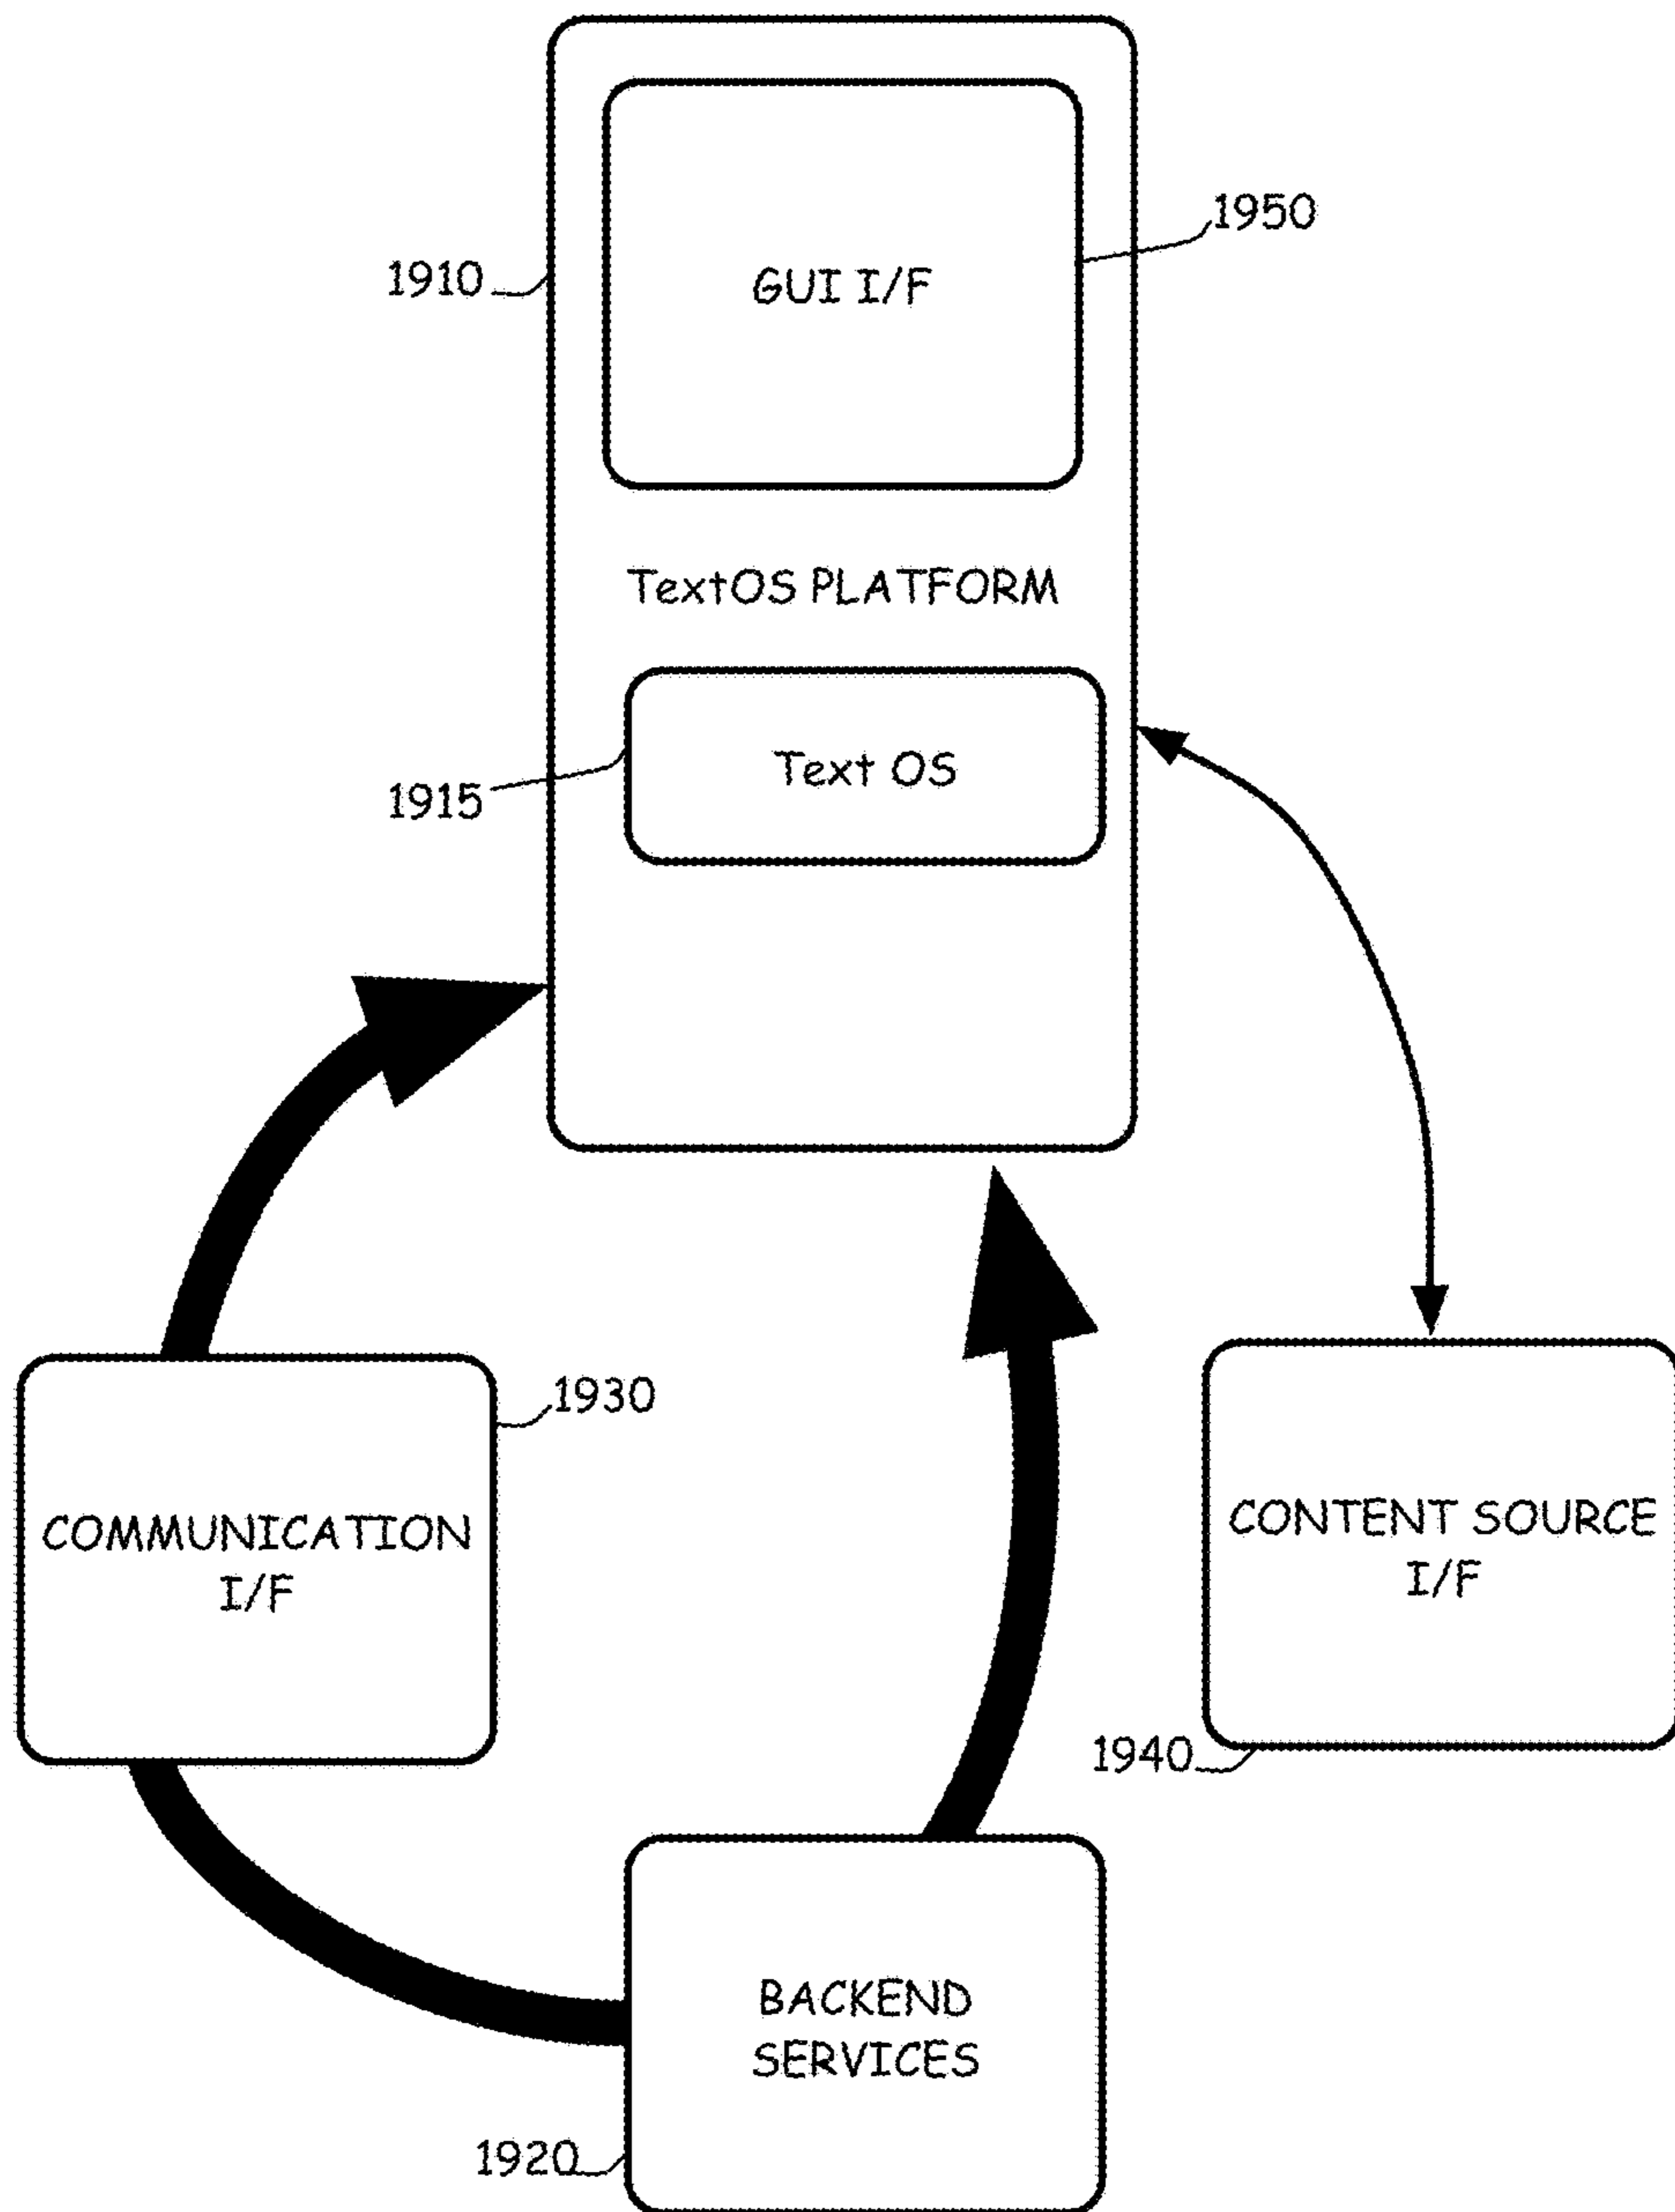 1950
1910
GUI I/F
TextOS PLATFORM
Text OS
1915
1930
COMMUNICATION
I/F
CONTENT SOURCE
I/F
1940
BACKEND
SERVICES
1920